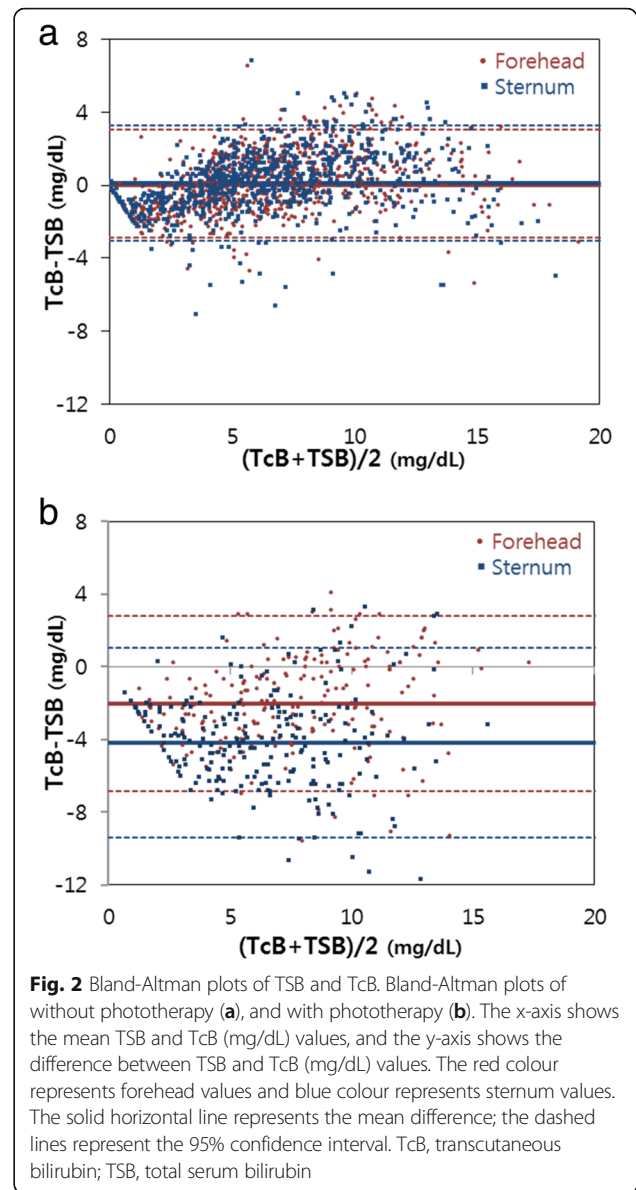 a
8
4
0
-4
-8
-12
TcB-TSB (mg/dL)
Forehead
Sternum
0 5 10 15 20
(TcB+TSB)/2 (mg/dL)
b
8
4
0
-4
-8
-12
TcB-TSB (mg/dL)
Forehead
Sternum
0 5 10 15 20
(TcB+TSB)/2 (mg/dL)
Fig. 2 Bland-Altman plots of TSB and TcB. Bland-Altman plots of
without phototherapy (a), and with phototherapy (b). The x-axis shows
the mean TSB and TcB (mg/dL) values, and the y-axis shows the
difference between TSB and TcB (mg/dL) values. The red colour
represents forehead values and blue colour represents sternum values.
The solid horizontal line represents the mean difference; the dashed
lines represent the 95% confidence interval. TcB, transcutaneous
bilirubin; TSB, total serum bilirubin